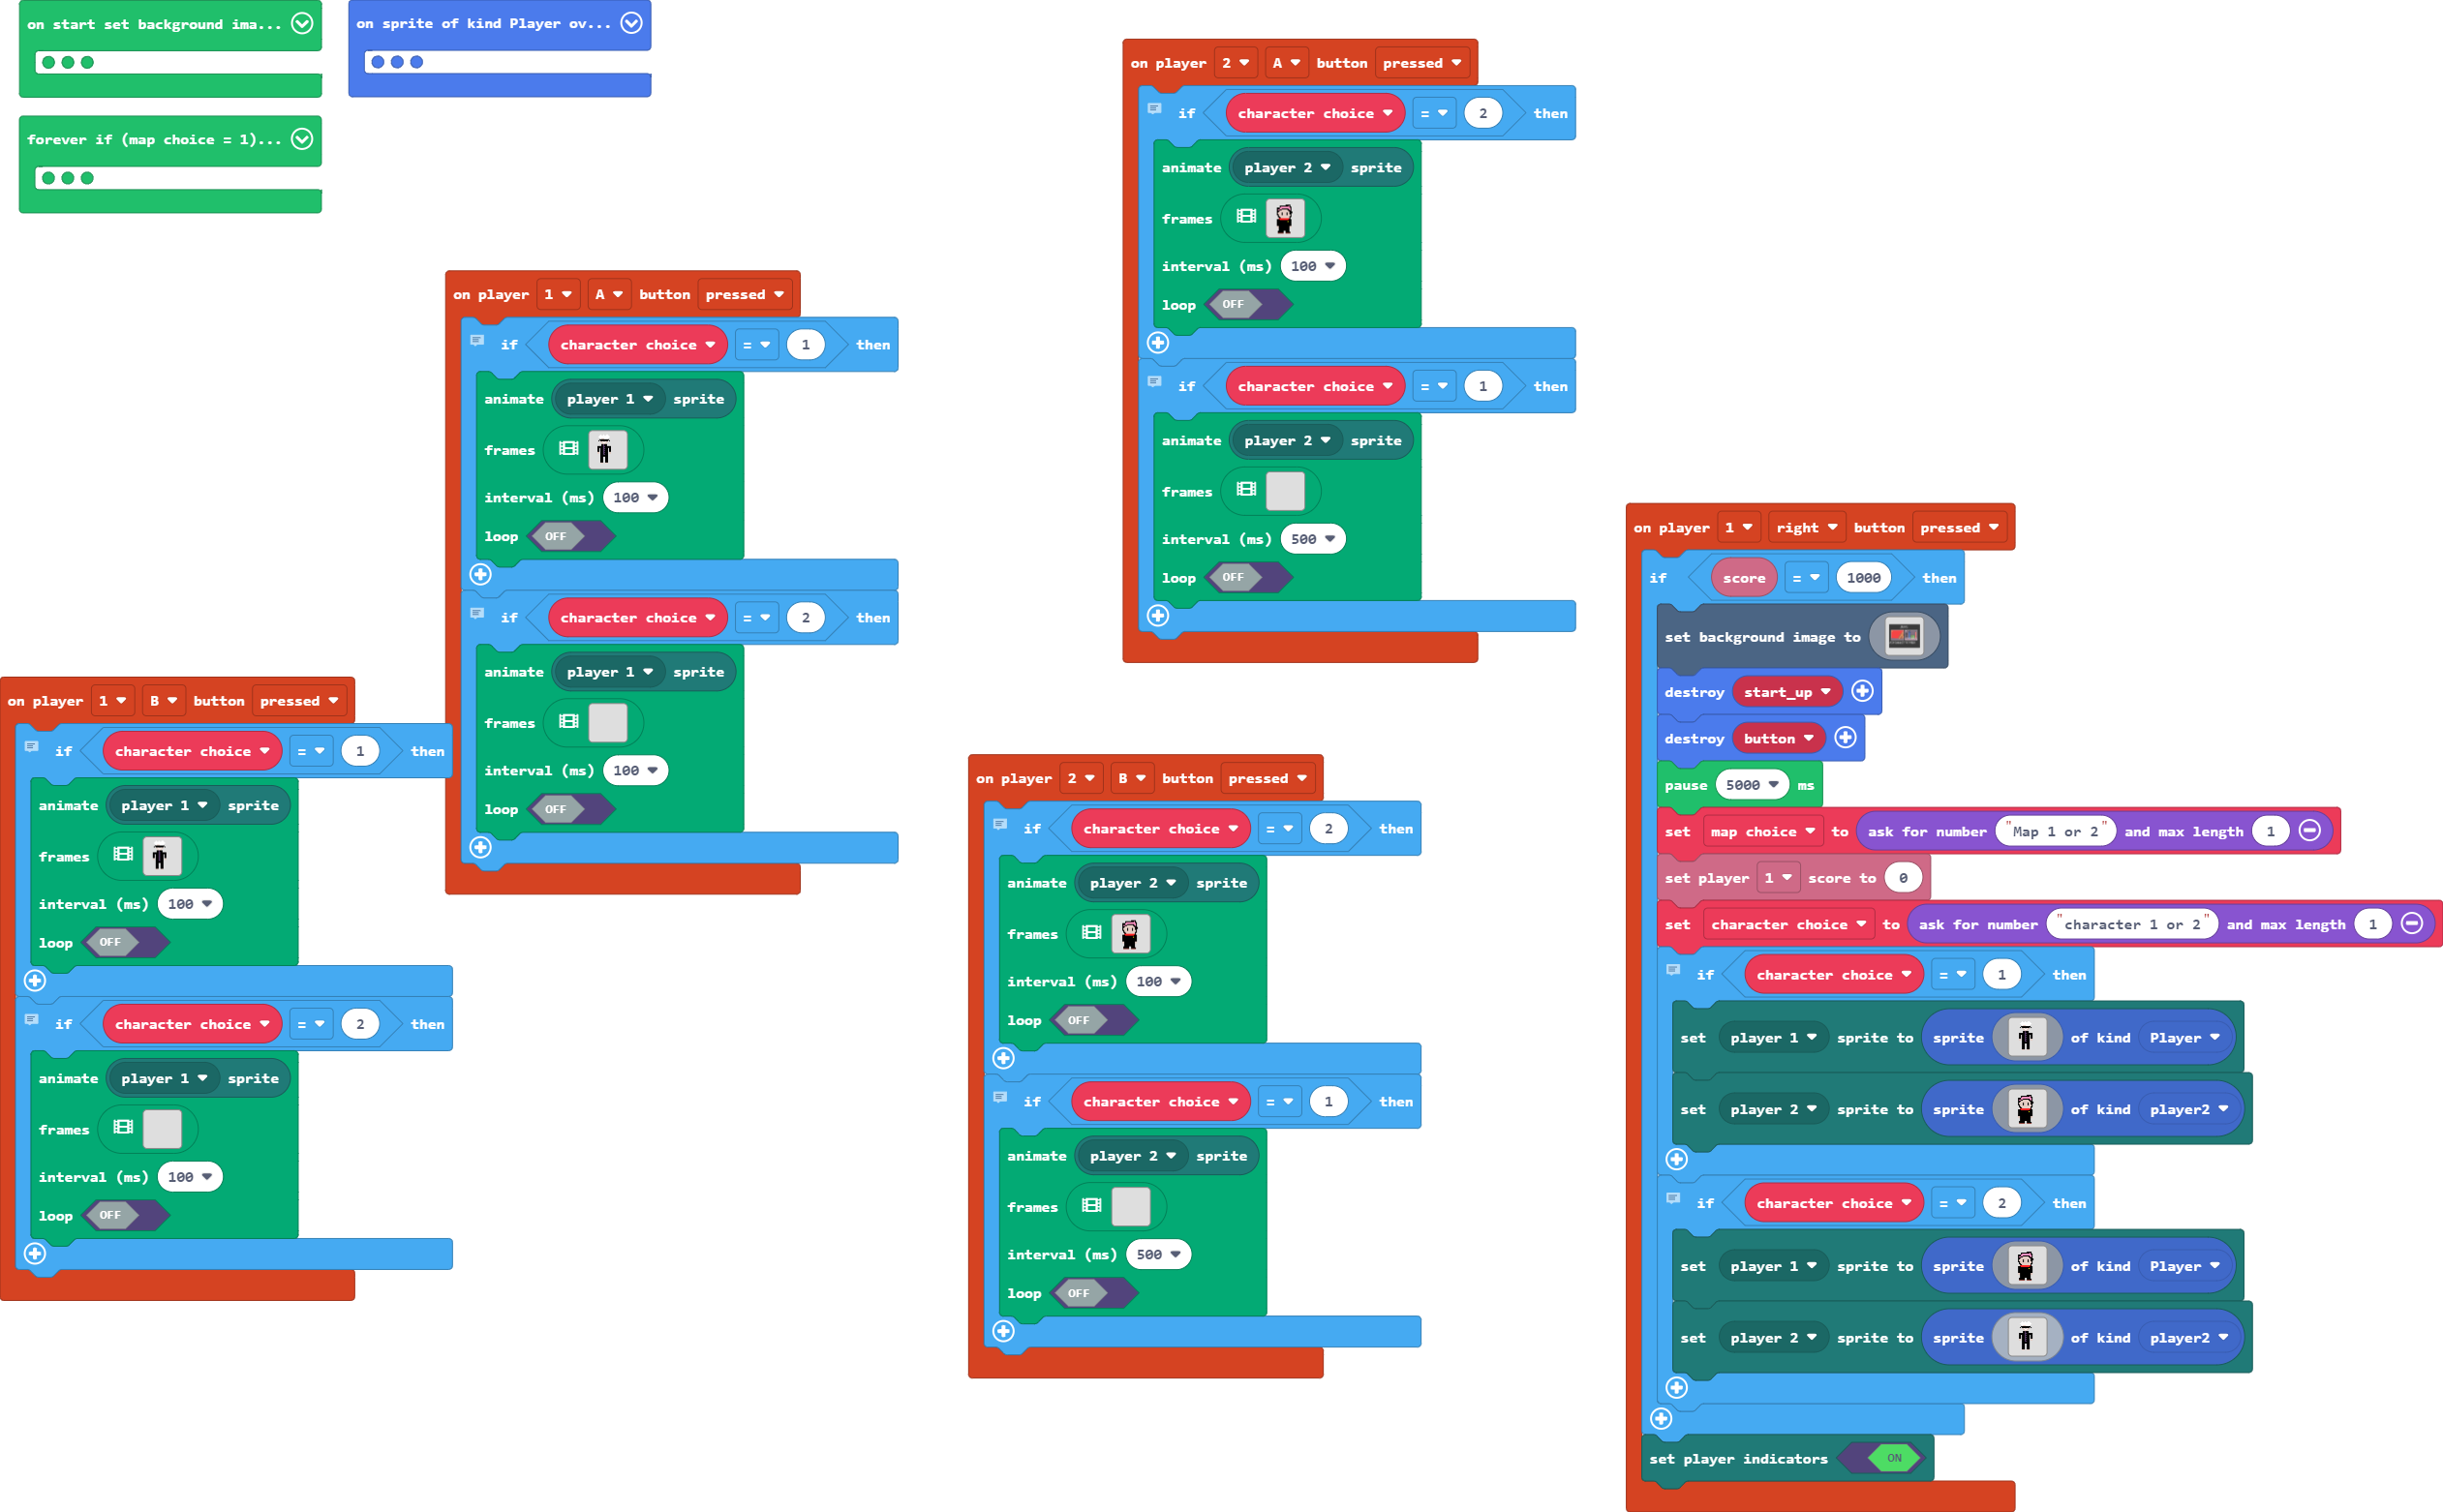 on start set background ima...
forever if (map choice = 1)...
on sprite of kind Player ov...
on player 1 A button pressed
if character choice = 1 then
animate player 1 sprite
frames
interval (ms) 100
loop OFF
if character choice = 2 then
animate player 1 sprite
frames
interval (ms) 100
loop OFF
on player 1 B button pressed
if character choice = 1 then
animate player 1 sprite
frames
interval (ms) 100
loop OFF
if character choice = 2 then
animate player 1 sprite
frames
interval (ms) 100
loop OFF
on player 2 A button pressed
if character choice = 2 then
animate player 2 sprite
frames
interval (ms) 100
loop OFF
if character choice = 1 then
animate player 2 sprite
frames
interval (ms) 500
loop OFF
on player 2 B button pressed
if character choice = 2 then
animate player 2 sprite
frames
interval (ms) 100
loop OFF
if character choice = 1 then
animate player 2 sprite
frames
interval (ms) 500
loop OFF
on player 1 right button pressed
if score = 1000 then
set background image to
destroy start_up
destroy button
pause 5000 ms
set map choice to ask for number "Map 1 or 2" and max length 1
set player 1 score to 0
set character choice to ask for number "character 1 or 2" and max length 1
if character choice = 1 then
set player 1 sprite to sprite of kind Player
set player 2 sprite to sprite of kind player2
if character choice = 2 then
set player 1 sprite to sprite of kind Player
set player 2 sprite to sprite of kind player2
set player indicators ON